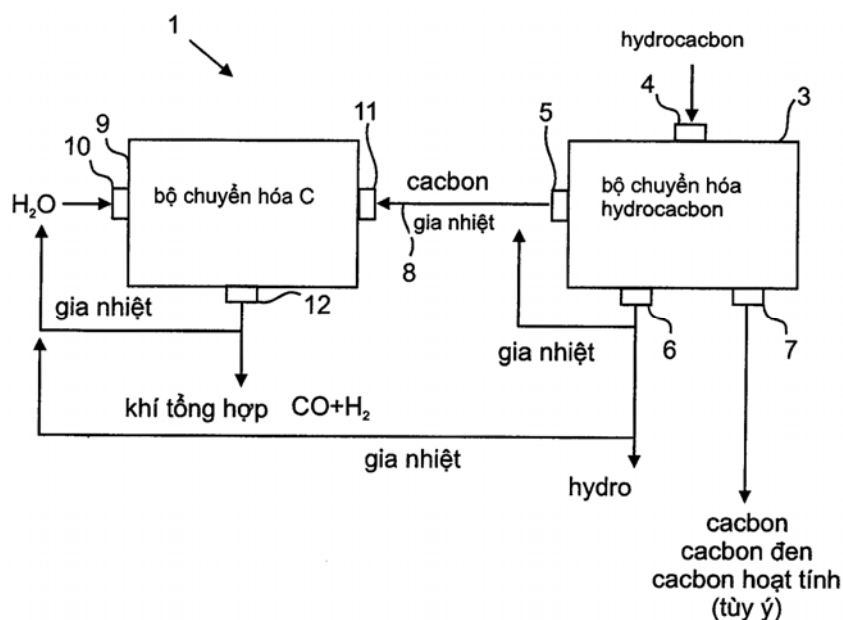 1
hydrocacbon
4
3
9
11
5
10
cacbon
bộ chuyển hóa C
bộ chuyển hóa
hydrocacbon
H₂O
gia nhiệt
8
gia nhiệt
12
gia nhiệt
6
7
khí tổng hợp CO+H₂
gia nhiệt
hydro
cacbon
cacbon đen
cacbon hoạt tính
(tùy ý)